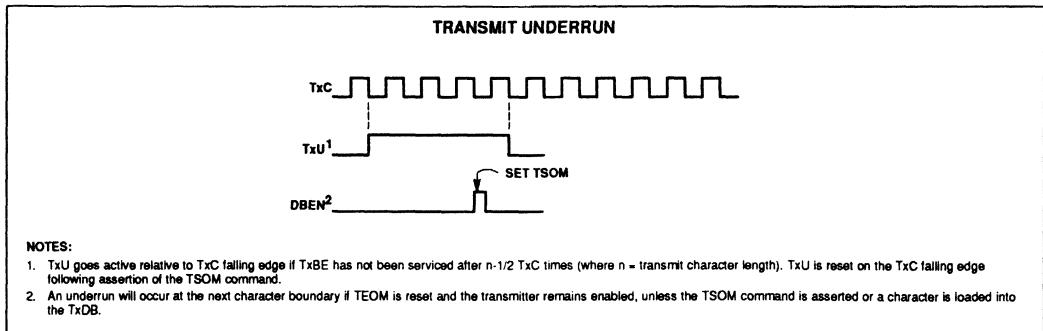 TRANSMIT UNDERRUN
TxC
TxU1
SET TSOM
DBEN2
NOTES:
1. TxU goes active relative to TxC falling edge if TxBE has not been serviced after n-1/2 TxC times (where n = transmit character length). TxU is reset on the TxC falling edge
following assertion of the TSOM command.
2. An underrun will occur at the next character boundary if TEOM is reset and the transmitter remains enabled, unless the TSOM command is asserted or a character is loaded into
the TxDB.